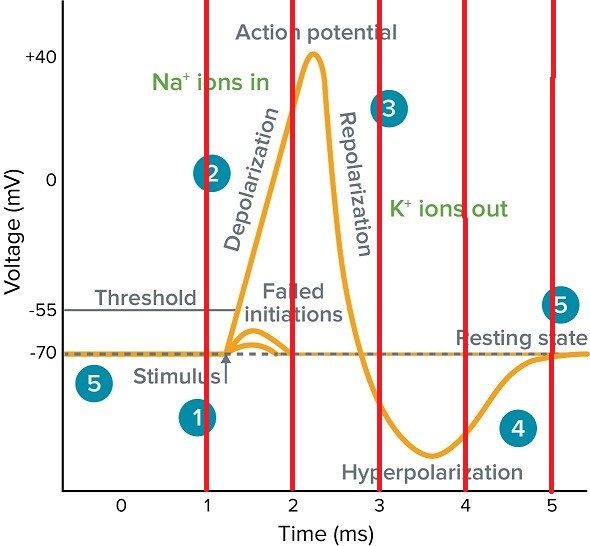 Action potential
+40
Na⁺ ions in
3
Depolarization
Repolarization
2
0
K⁺ ions out
Voltage (mV)
Threshold
Failed
initiations
5
-55
Resting state
-70
Stimulus
5
1
4
Hyperpolarization
0 1 2 3 4 5
Time (ms)